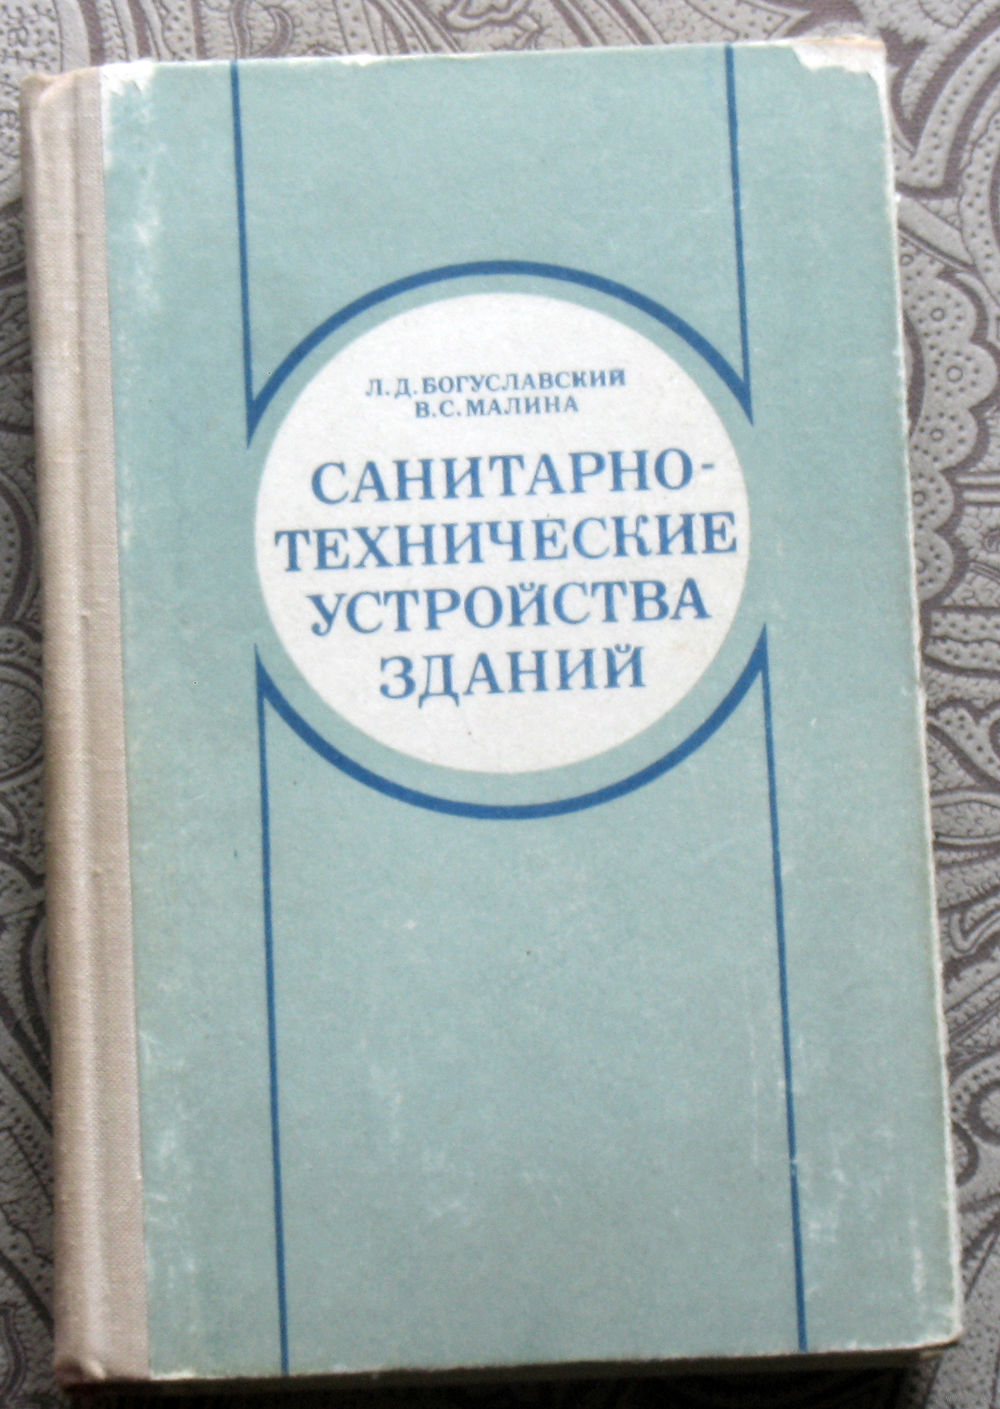 Л. Д. БОГУСЛАВСКИЙ
В. С. МАЛИНА
САНИТАРНО-
ТЕХНИЧЕСКИЕ
УСТРОЙСТВА
ЗДАНИЙ